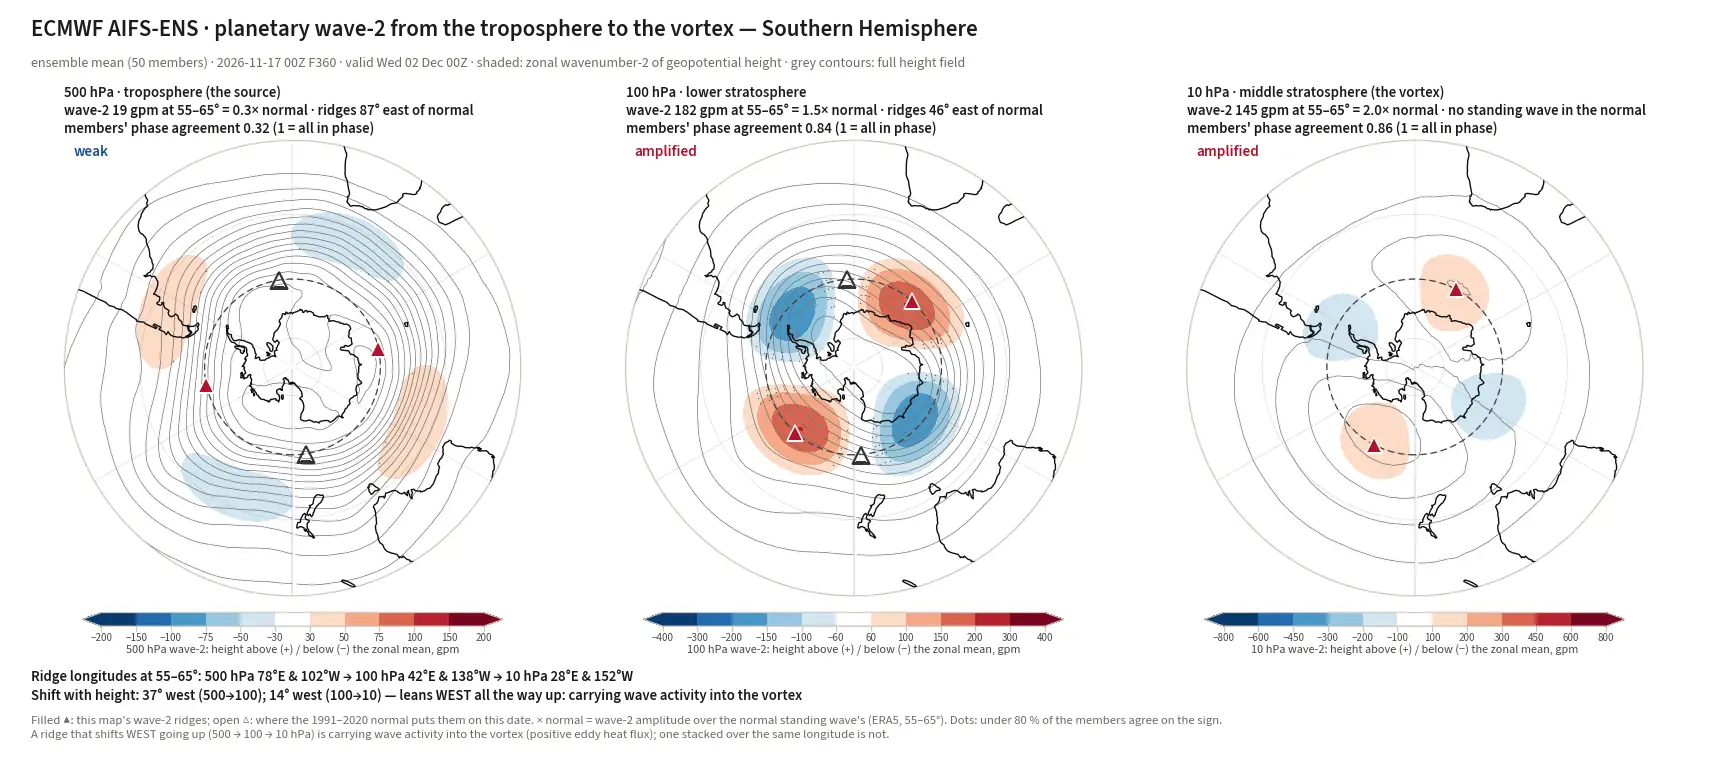 ECMWF AIFS-ENS · planetary wave-2 from the troposphere to the vortex — Southern Hemisphere
ensemble mean (50 members) · 2026-11-17 00Z F360 · valid Wed 02 Dec 00Z · shaded: zonal wavenumber-2 of geopotential height · grey contours: full height field
500 hPa · troposphere (the source)
wave-2 19 gpm at 55–65° = 0.3× normal · ridges 87° east of normal
members' phase agreement 0.32 (1 = all in phase)
weak
100 hPa · lower stratosphere
wave-2 182 gpm at 55–65° = 1.5× normal · ridges 46° east of normal
members' phase agreement 0.84 (1 = all in phase)
amplified
10 hPa · middle stratosphere (the vortex)
wave-2 145 gpm at 55–65° = 2.0× normal · no standing wave in the normal
members' phase agreement 0.86 (1 = all in phase)
amplified
−200 −150 −100 −75 −50 −30 30 50 75 100 150 200
500 hPa wave-2: height above (+) / below (−) the zonal mean, gpm
−400 −300 −200 −150 −100 −60 60 100 150 200 300 400
100 hPa wave-2: height above (+) / below (−) the zonal mean, gpm
−800 −600 −450 −300 −200 −100 100 200 300 450 600 800
10 hPa wave-2: height above (+) / below (−) the zonal mean, gpm
Ridge longitudes at 55–65°: 500 hPa 78°E & 102°W → 100 hPa 42°E & 138°W → 10 hPa 28°E & 152°W
Shift with height: 37° west (500→100); 14° west (100→10) — leans WEST all the way up: carrying wave activity into the vortex
Filled ▲: this map's wave-2 ridges; open △: where the 1991–2020 normal puts them on this date. × normal = wave-2 amplitude over the normal standing wave's (ERA5, 55–65°). Dots: under 80 % of the members agree on the sign.
A ridge that shifts WEST going up (500 → 100 → 10 hPa) is carrying wave activity into the vortex (positive eddy heat flux); one stacked over the same longitude is not.